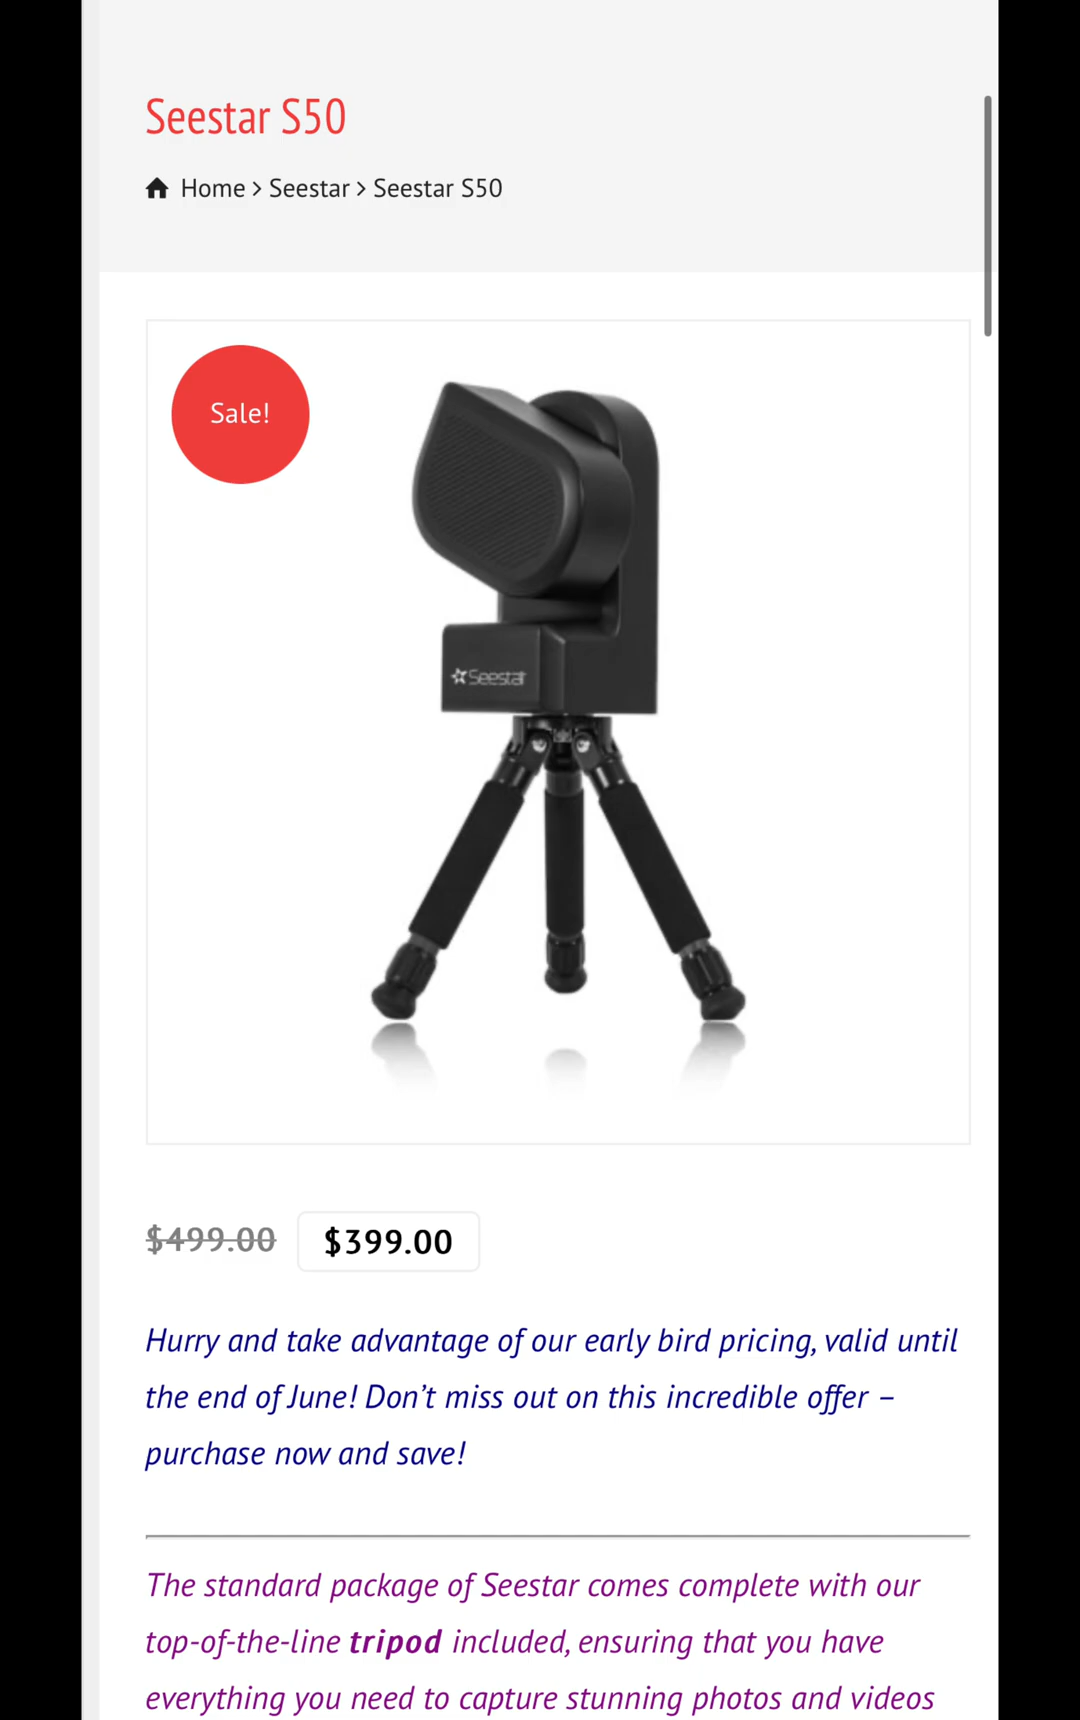 Seestar S50
Home > Seestar > Seestar S50
Sale!
Seestar
$499.00 $399.00
Hurry and take advantage of our early bird pricing, valid until
the end of June! Don’t miss out on this incredible offer –
purchase now and save!
The standard package of Seestar comes complete with our
top-of-the-line tripod included, ensuring that you have
everything you need to capture stunning photos and videos